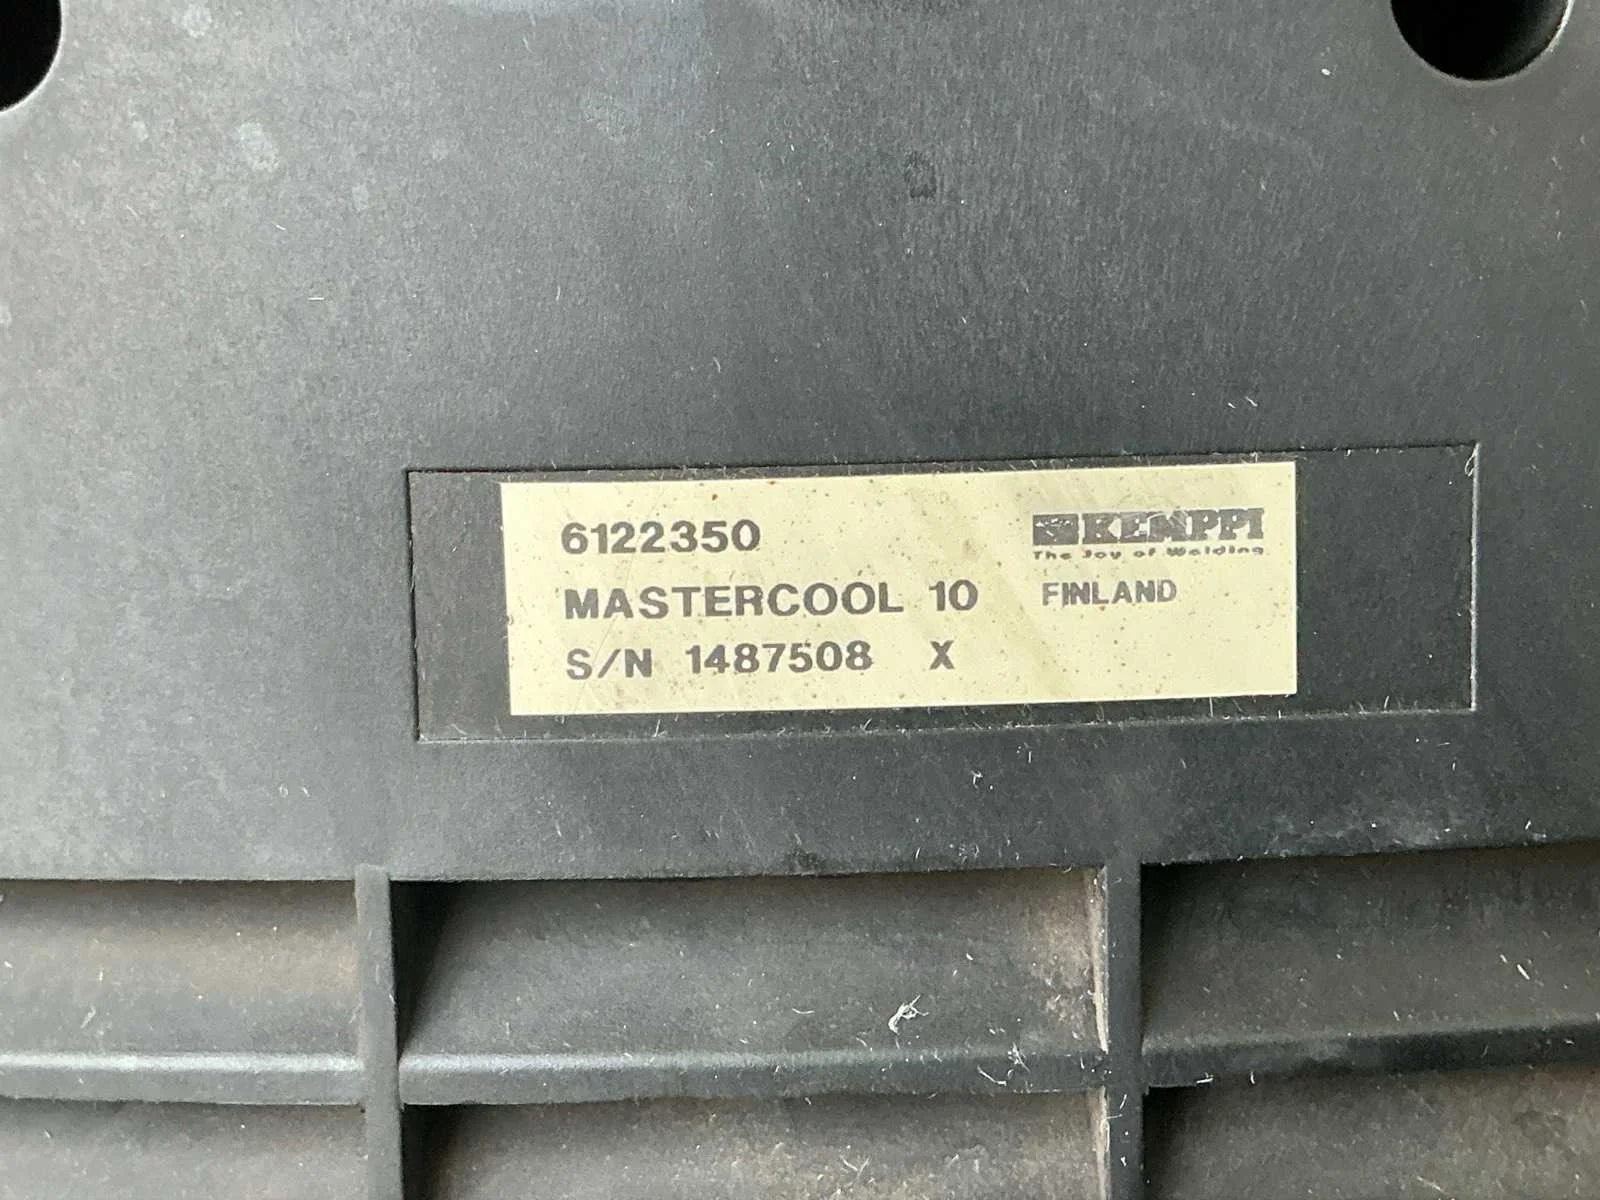 6122350
KEMPPI
The Joy of Welding
MASTERCOOL 10
FINLAND
S/N 1487508 X